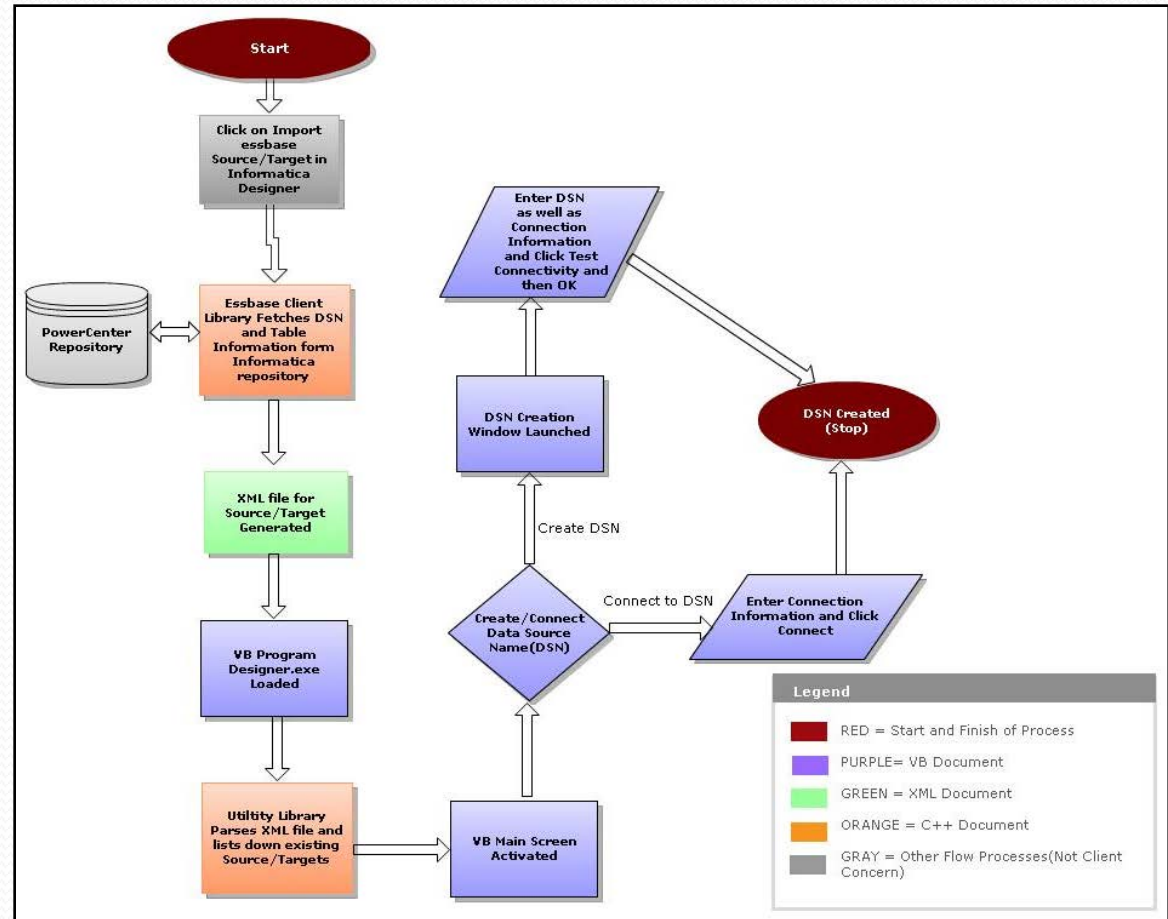 Start
Click on Import
essbase
Source/Target in
Informatica
Designer
PowerCenter
Repository
Essbase Client
Library Fetches DSN
and Table
Information form
Informatica
repository
XML file for
Source/Target
Generated
VB Program
Designer.exe
Loaded
Utiltity Library
Parses XML file and
lists down existing
Source/Targets
VB Main Screen
Activated
Create/Connect
Data Source
Name(DSN)
Create DSN
DSN Creation
Window Launched
Enter DSN
as well as
Connection
Information
and Click Test
Connectivity and
then OK
Connect to DSN
Enter Connection
Information and Click
Connect
DSN Created
(Stop)
Legend
RED = Start and Finish of Process
PURPLE= VB Document
GREEN = XML Document
ORANGE = C++ Document
GRAY = Other Flow Processes(Not Client
Concern)